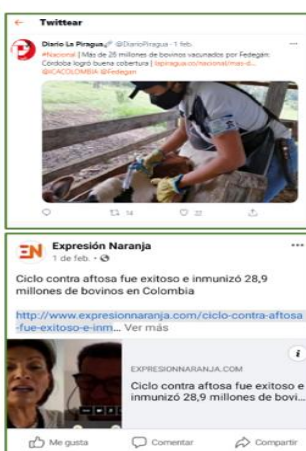 ← Twittear
Diario La Piragua @DiarioPiragua · 1 feb.
#Nacional | Más de 26 millones de bovinos vacunados por Fedegán:
Córdoba logró buena cobertura | lapiragua.co/nacional/mas-d...
@ICACOLOMBIA @Fedegan
14
EN Expresión Naranja
1 de feb. ·
Ciclo contra aftosa fue exitoso e inmunizó 28,9
millones de bovinos en Colombia
http://www.expresionnaranja.com/ciclo-contra-aftosa
-fue-exitoso-e-inm... Ver más
EXPRESIONNARANJA.COM
Ciclo contra aftosa fue exitoso e
inmunizó 28,9 millones de bovi...
Me gusta Comentar Compartir